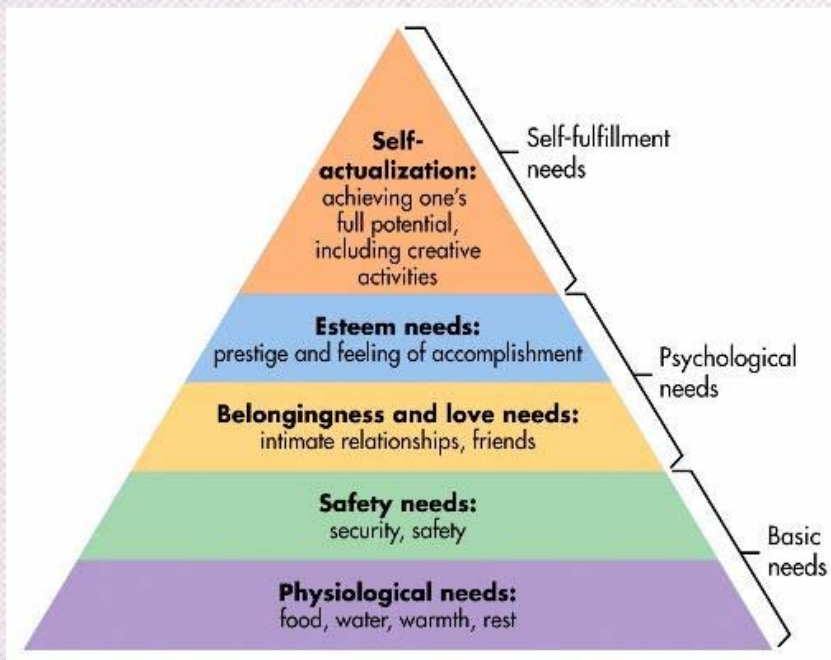 Self-
actualization:
achieving one's
full potential,
including creative
activities
Self-fulfillment
needs
Esteem needs:
prestige and feeling of accomplishment
Psychological
needs
Belongingness and love needs:
intimate relationships, friends
Safety needs:
security, safety
Basic
needs
Physiological needs:
food, water, warmth, rest